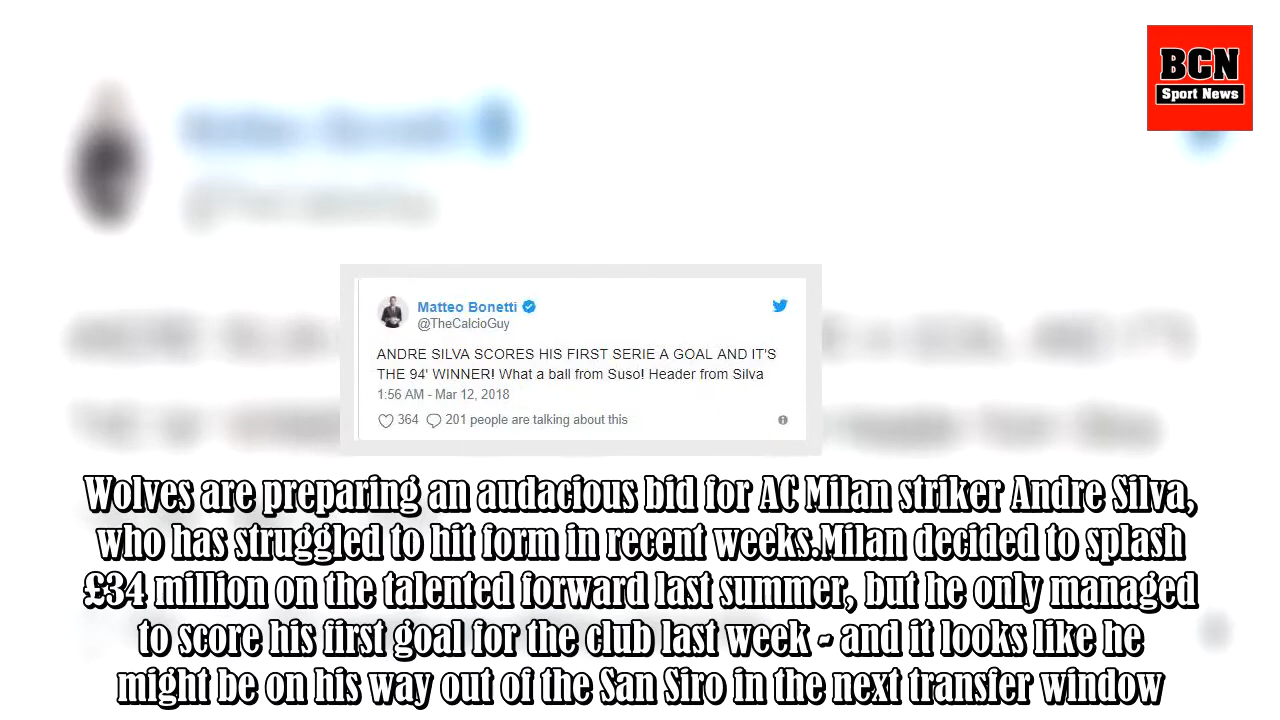 BCN
Sport News
Matteo Bonetti
@TheCalcioGuy
ANDRE SILVA SCORES HIS FIRST SERIE A GOAL AND IT'S
THE 94' WINNER! What a ball from Suso! Header from Silva
1:56 AM - Mar 12, 2018
364 201 people are talking about this
Wolves are preparing an audacious bid for AC Milan striker Andre Silva,
who has struggled to hit form in recent weeks.Milan decided to splash
£34 million on the talented forward last summer, but he only managed
to score his first goal for the club last week - and it looks like he
might be on his way out of the San Siro in the next transfer window